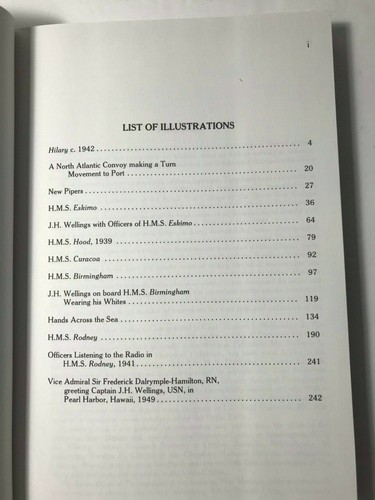 i
LIST OF ILLUSTRATIONS
Hilary c. 1942 ........................................ 4
A North Atlantic Convoy making a Turn
Movement to Port ........................................ 20
New Pipers ........................................ 27
H.M.S. Eskimo ........................................ 36
J.H. Wellings with Officers of H.M.S. Eskimo ........................................ 64
H.M.S. Hood, 1939 ........................................ 79
H.M.S. Curacoa ........................................ 92
H.M.S. Birmingham ........................................ 97
J.H. Wellings on board H.M.S. Birmingham
Wearing his Whites ........................................ 119
Hands Across the Sea ........................................ 134
H.M.S. Rodney ........................................ 190
Officers Listening to the Radio in
H.M.S. Rodney, 1941 ........................................ 241
Vice Admiral Sir Frederick Dalrymple-Hamilton, RN,
greeting Captain J.H. Wellings, USN, in
Pearl Harbor, Hawaii, 1949 ........................................ 242